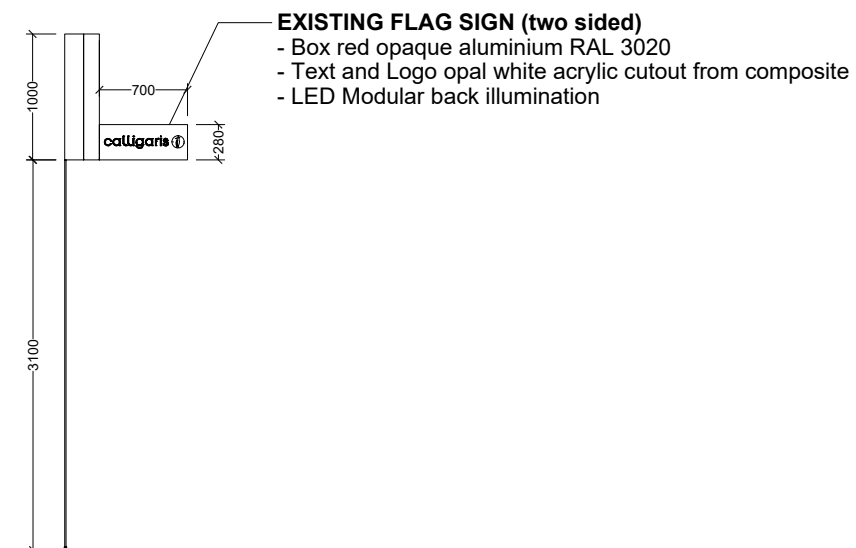 EXISTING FLAG SIGN (two sided)
- Box red opaque aluminium RAL 3020
- Text and Logo opal white acrylic cutout from composite
- LED Modular back illumination
1000
700
calligaris
280
3100